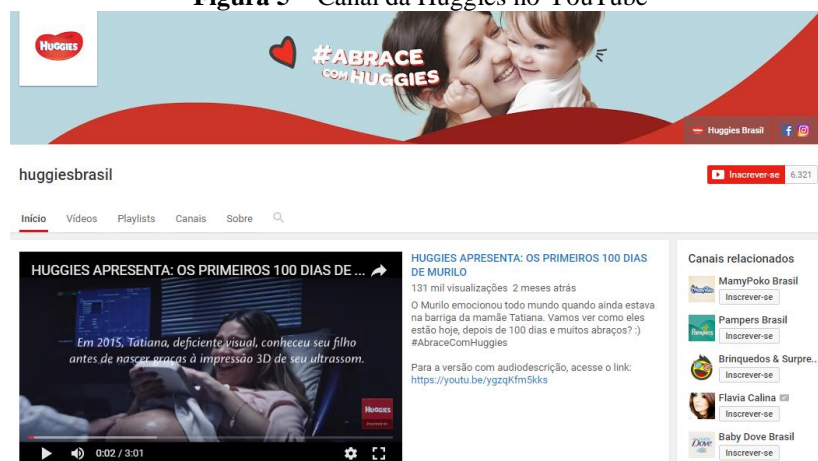 Figura 5 – Canal da Huggies no YouTube
HUGGIES
#ABRACE
COM HUGGIES
Huggies Brasil
huggiesbrasil
Inscrever-se 6.321
Início Vídeos Playlists Canais Sobre
HUGGIES APRESENTA: OS PRIMEIROS 100 DIAS DE ...
Em 2015, Tatiana, deficiente visual, conheceu seu filho
antes de nascer graças à impressão 3D de seu ultrassom.
HUGGIES
0:02 / 3:01
HUGGIES APRESENTA: OS PRIMEIROS 100 DIAS
DE MURILO
131 mil visualizações 2 meses atrás
O Murilo emocionou todo mundo quando ainda estava
na barriga da mamãe Tatiana. Vamos ver como eles
estão hoje, depois de 100 dias e muitos abraços? :)
#AbraceComHuggies
Para a versão com audiodescrição, acesse o link:
https://youtu.be/ygzqKfm5kks
Canais relacionados
MamyPoko Brasil
Inscrever-se
Pampers Brasil
Inscrever-se
Brinquedos & Surpre..
Inscrever-se
Flavia Calina
Inscrever-se
Baby Dove Brasil
Inscrever-se
Pampers
Dove